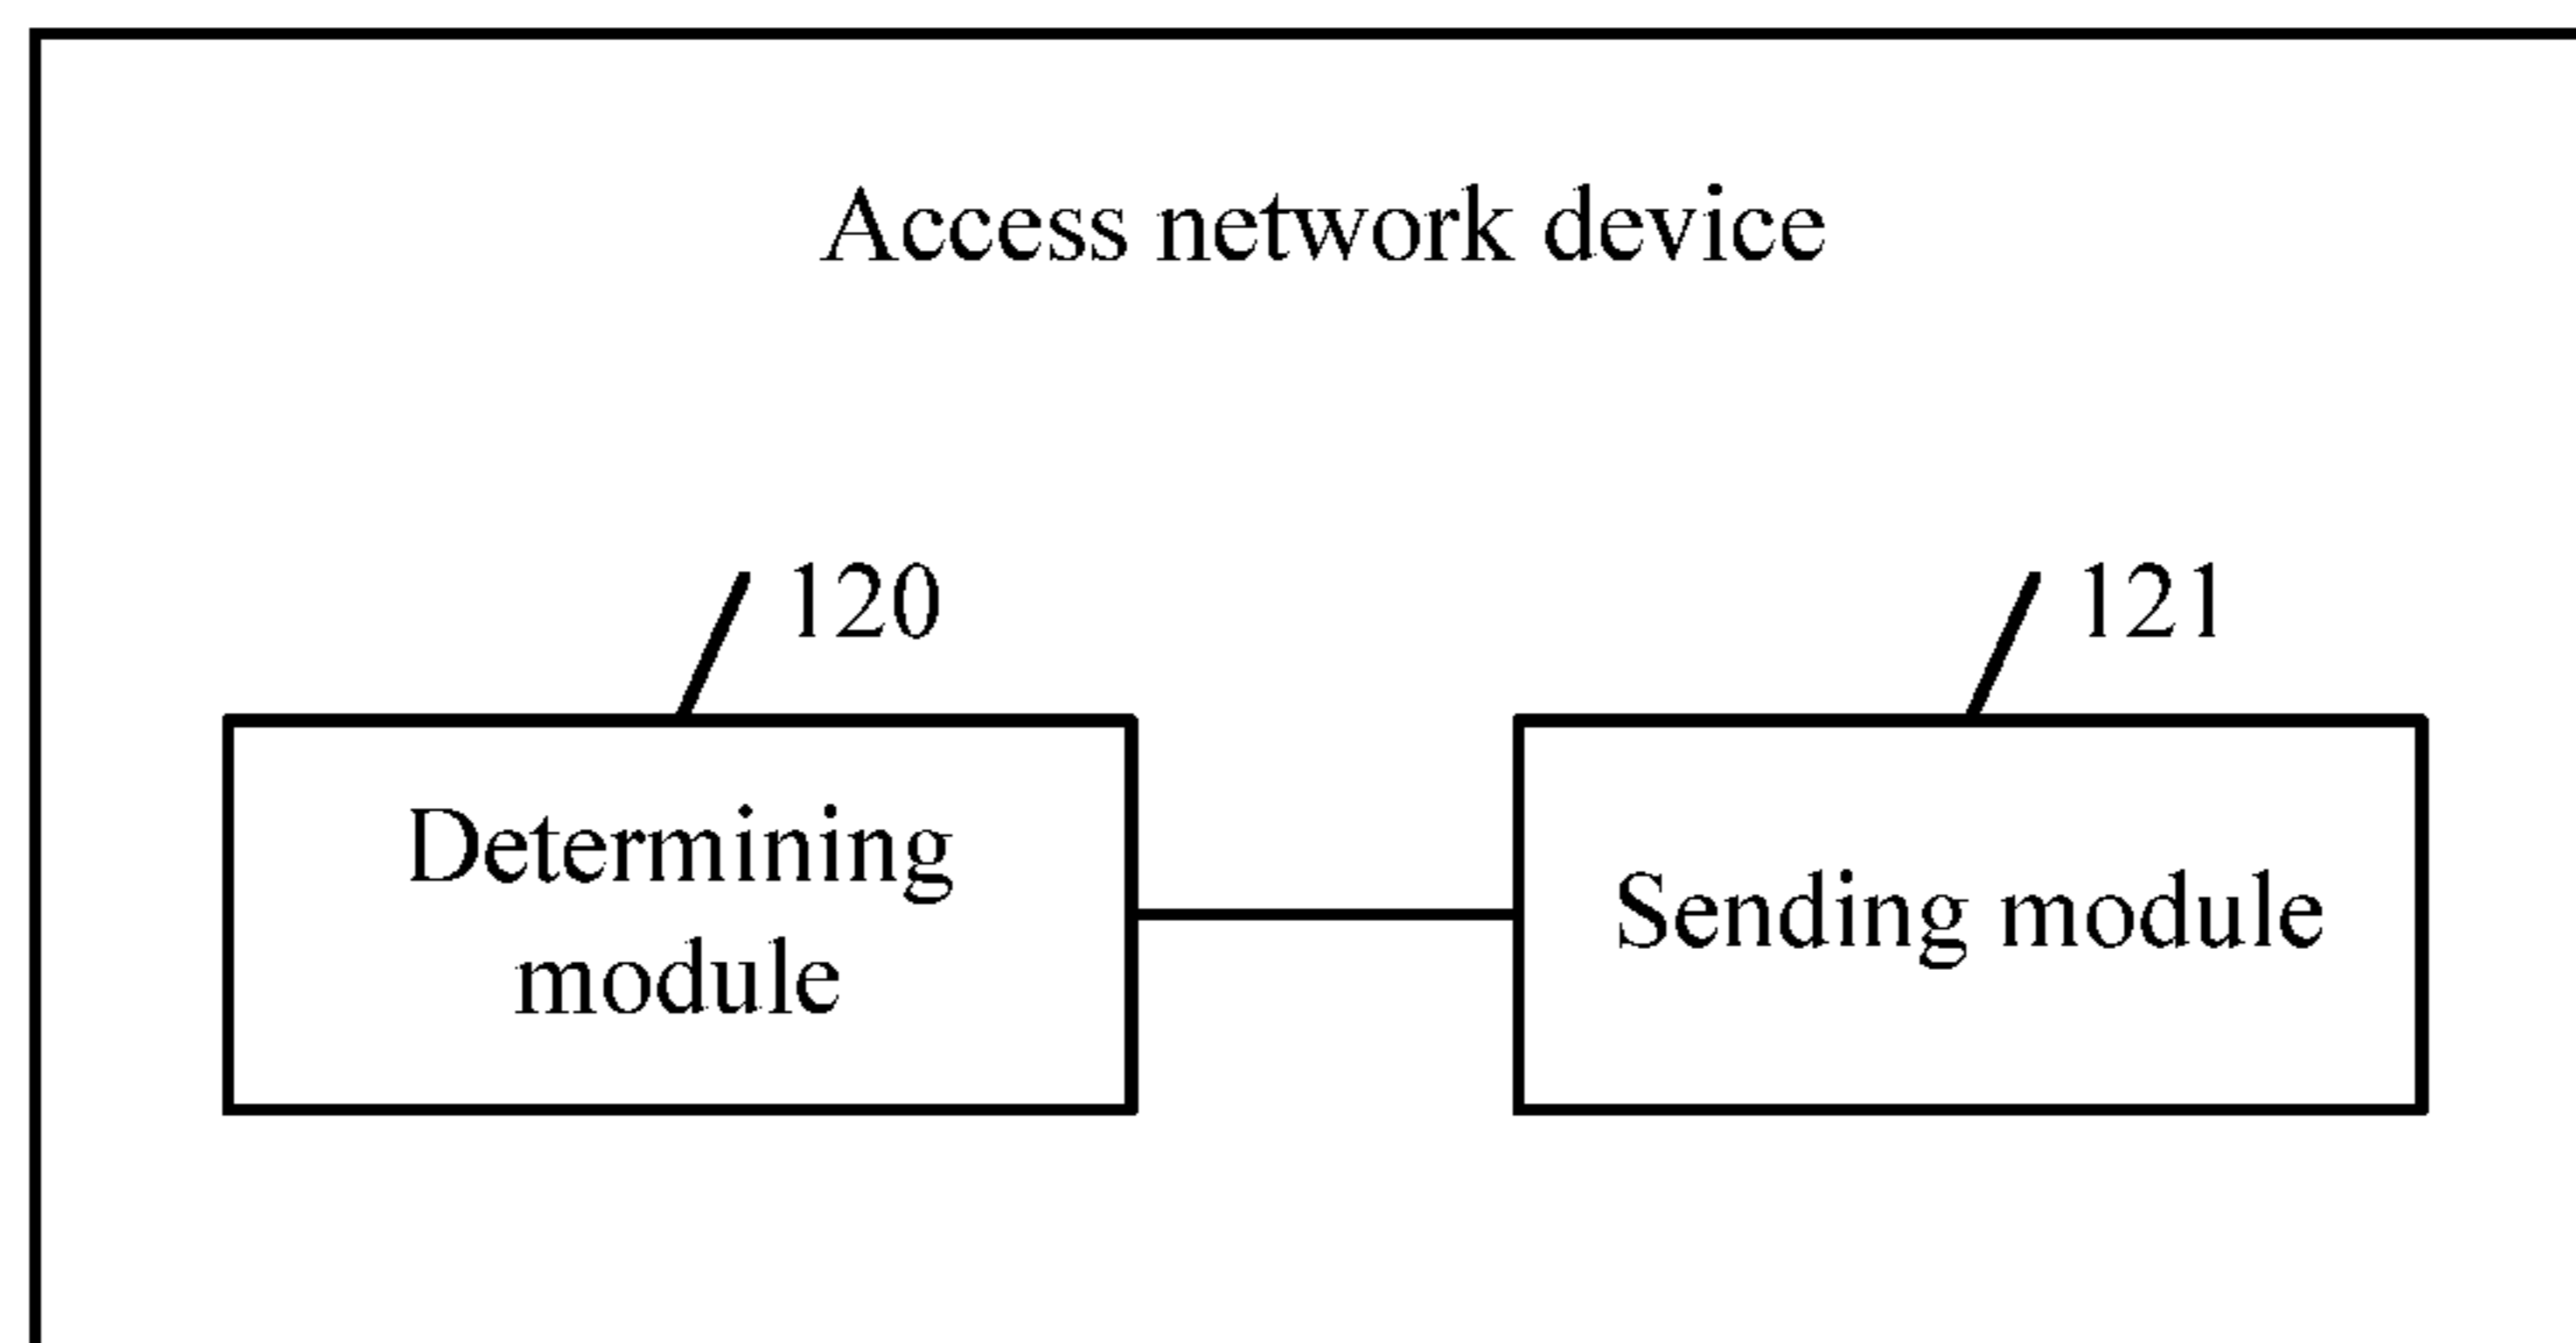 Access network device
120
121
Determining
module
Sending module